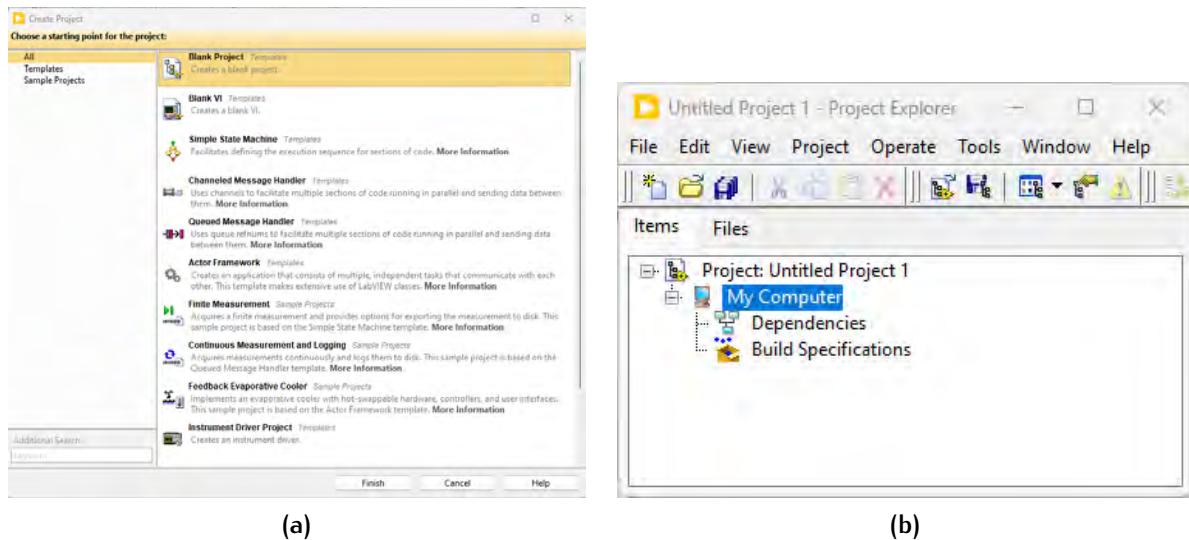 Create Project
Choose a starting point for the project:
All
Templates
Sample Projects
Blank Project Templates
Creates a blank project.
Blank VI Templates
Creates a blank VI.
Simple State Machine Templates
Facilitates defining the execution sequence for sections of code. More Information
Channeled Message Handler Templates
Uses channels to facilitate multiple sections of code running in parallel and sending data between
them. More Information
Queued Message Handler Templates
Uses queue refnums to facilitate multiple sections of code running in parallel and sending data
between them. More Information
Actor Framework Templates
Creates an application that consists of multiple, independent tasks that communicate with each
other. This template makes extensive use of LabVIEW classes. More Information
Finite Measurement Sample Projects
Acquires a finite measurement and provides options for exporting the measurement to disk. This
sample project is based on the Simple State Machine template. More Information
Continuous Measurement and Logging Sample Projects
Acquires measurements continuously and logs them to disk. This sample project is based on the
Queued Message Handler template. More Information
Feedback Evaporative Cooler Sample Projects
Implements an evaporative cooler with hot-swappable hardware, controllers, and user interfaces.
This sample project is based on the Actor Framework template. More Information
Instrument Driver Project Templates
Creates an instrument driver.
Additional Search
Finish Cancel Help
(a)
Untitled Project 1 - Project Explorer
File Edit View Project Operate Tools Window Help
Items Files
Project: Untitled Project 1
My Computer
Dependencies
Build Specifications
(b)